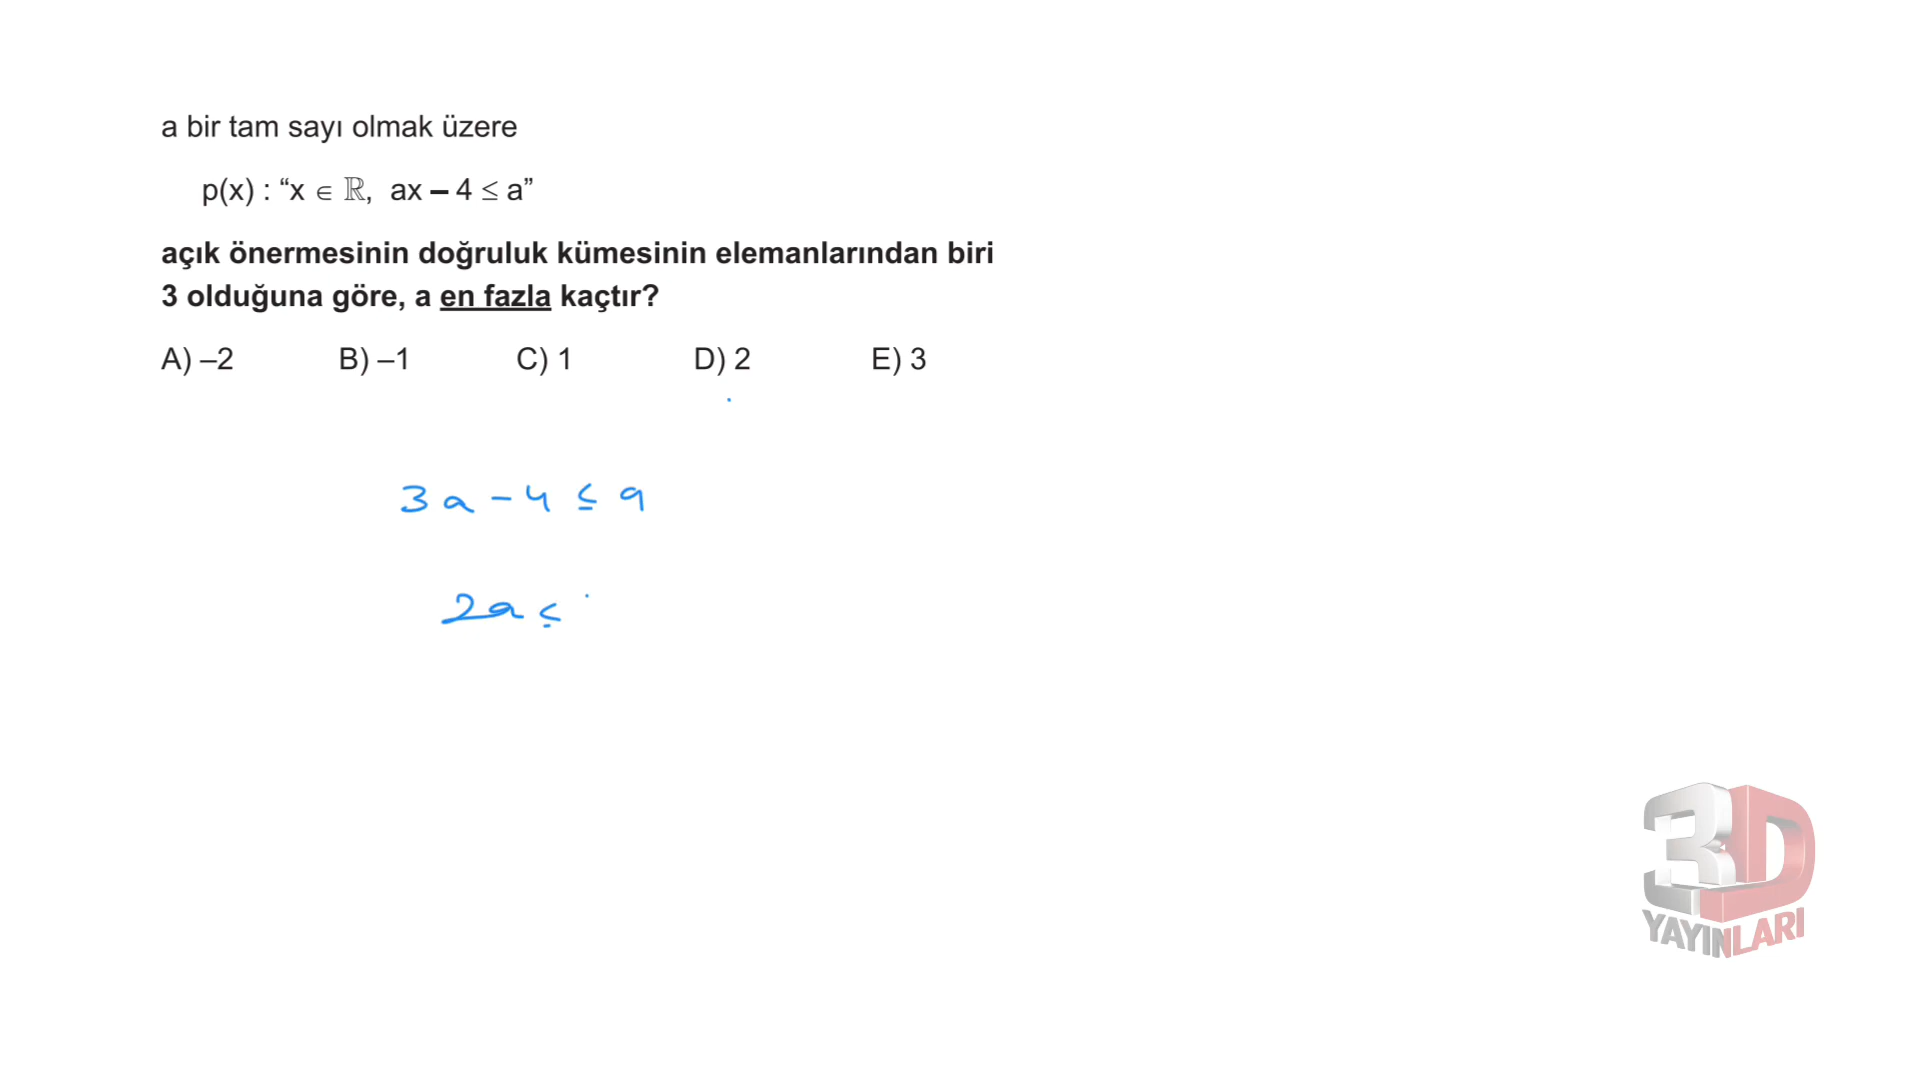 a bir tam sayı olmak üzere
p(x) : “x ∈ ℝ, ax – 4 ≤ a”
açık önermesinin doğruluk kümesinin elemanlarından biri
3 olduğuna göre, a en fazla kaçtır?
A) –2 B) –1 C) 1 D) 2 E) 3
3a - 4 ≤ a
2a ≤
3D
YAYINLARI